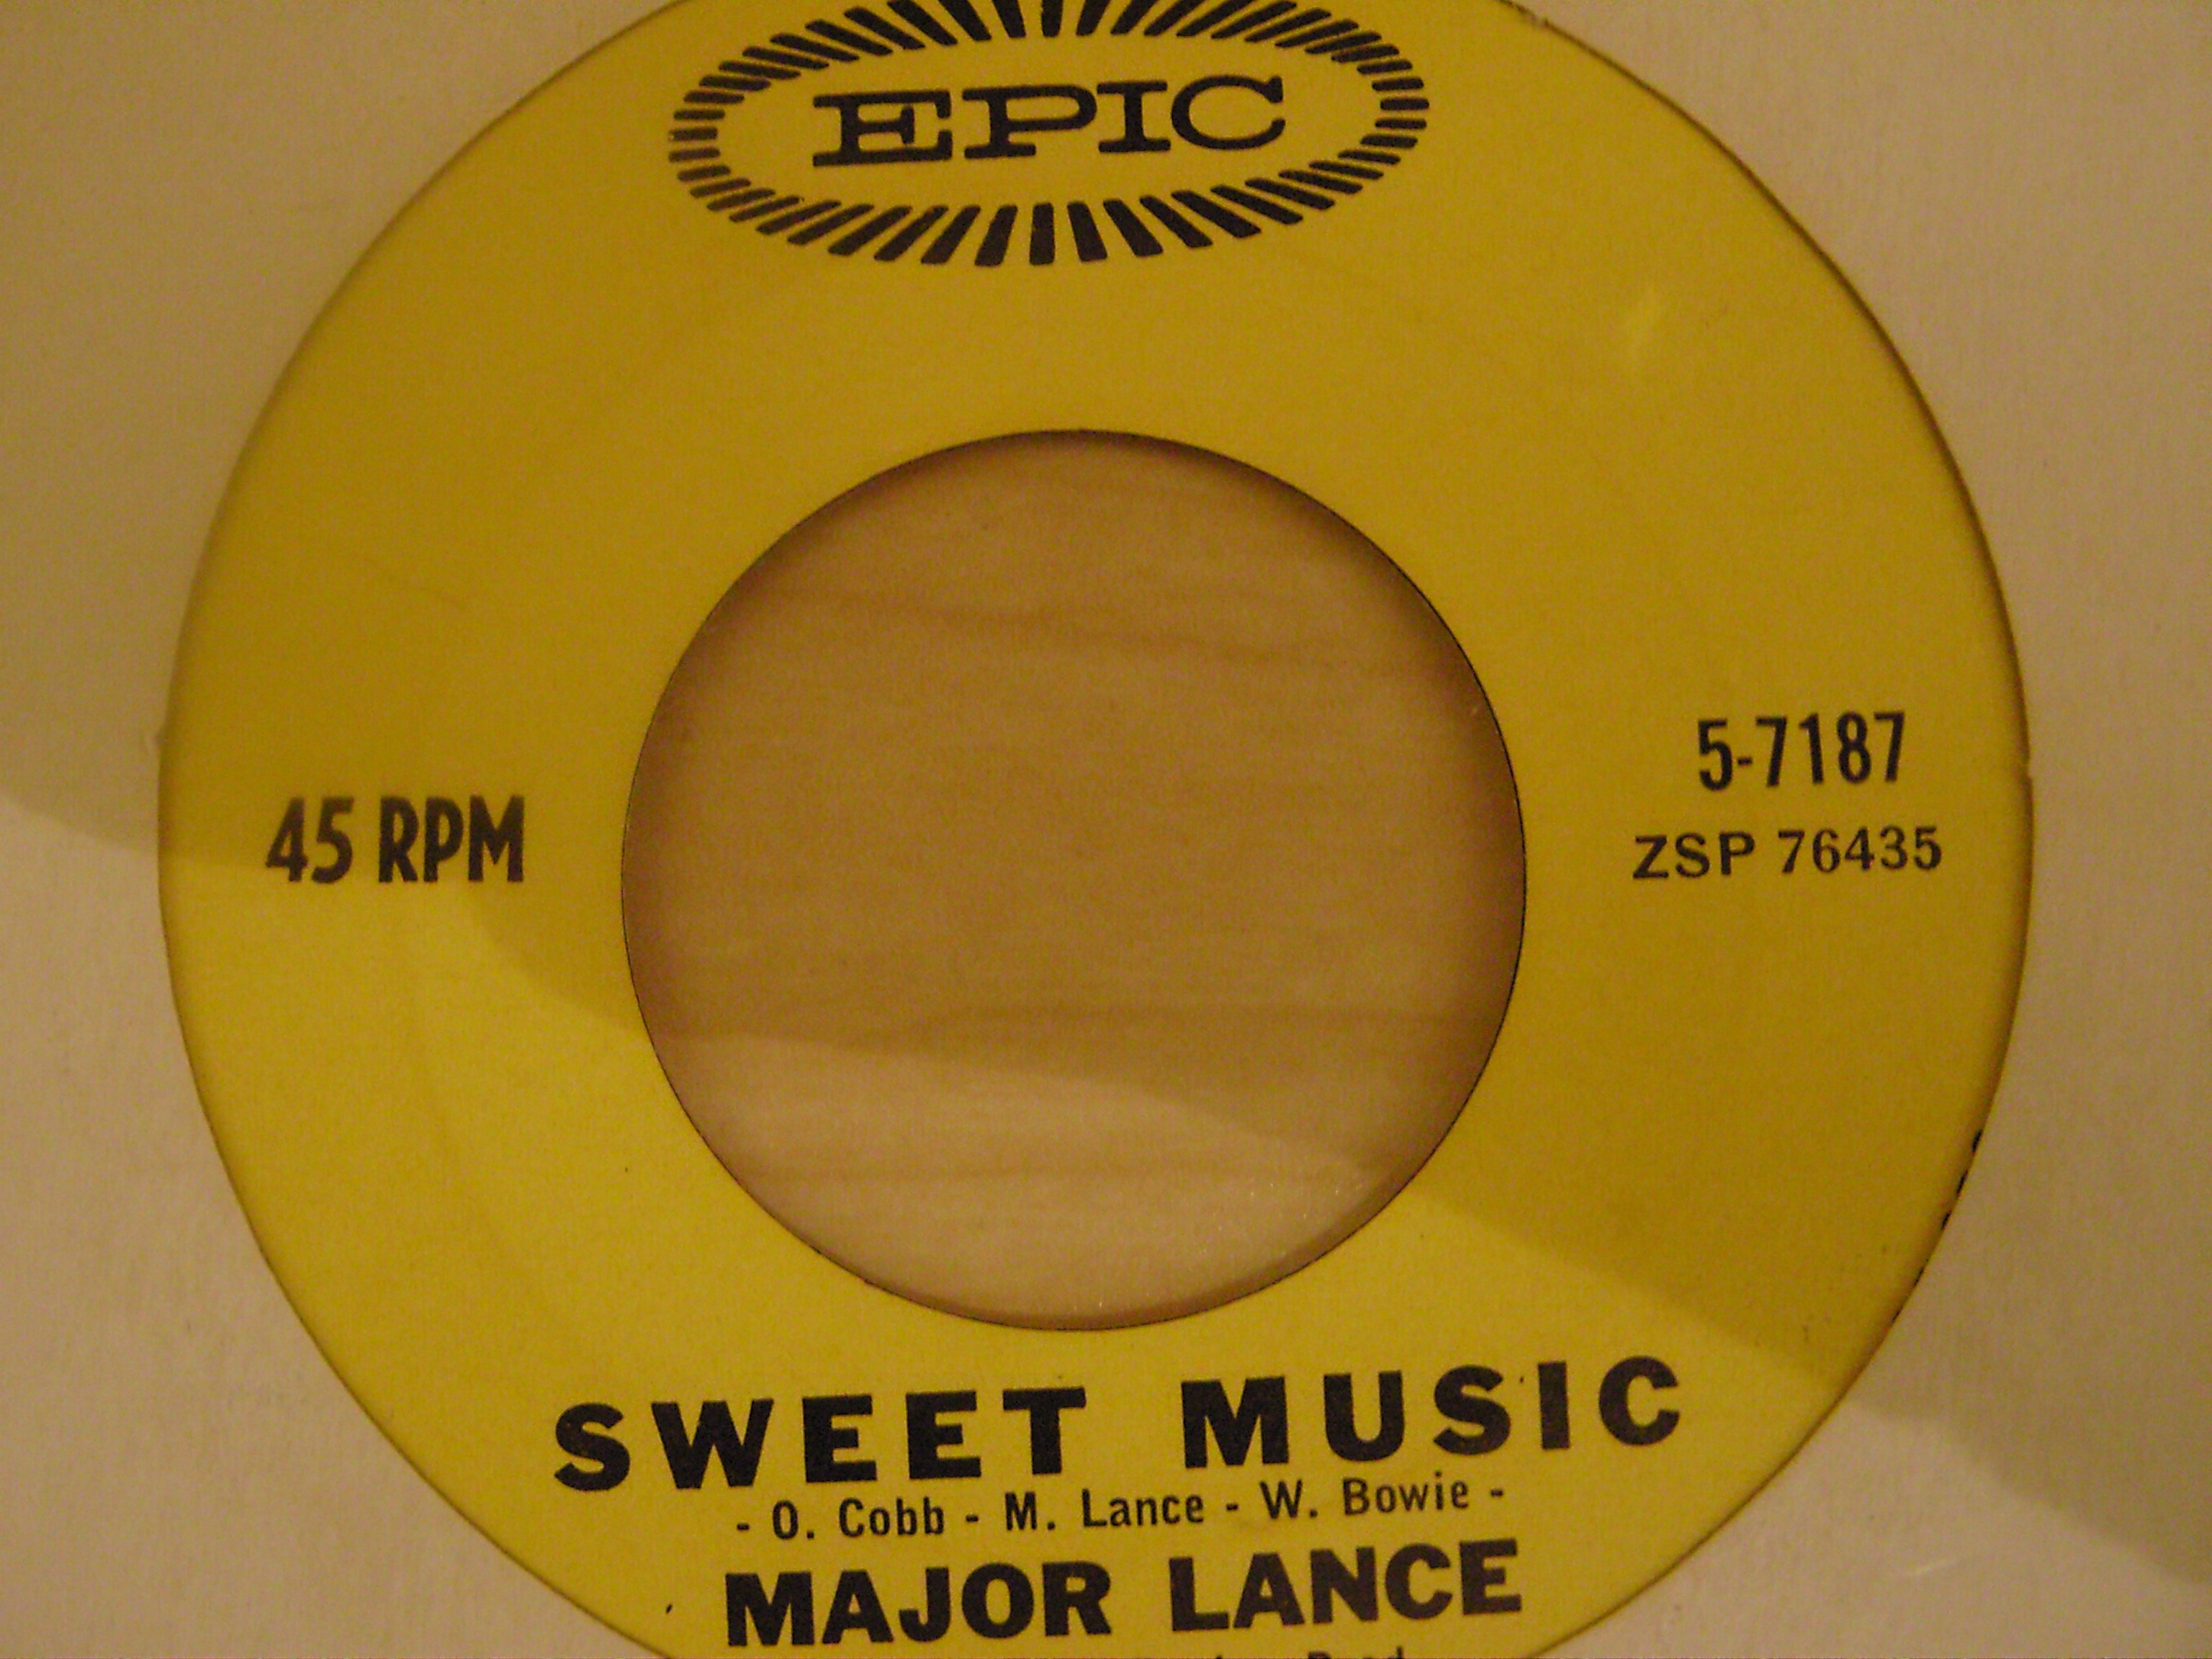 EPIC
45 RPM
5-7187
ZSP 76435
SWEET MUSIC
- O. Cobb - M. Lance - W. Bowie -
MAJOR LANCE